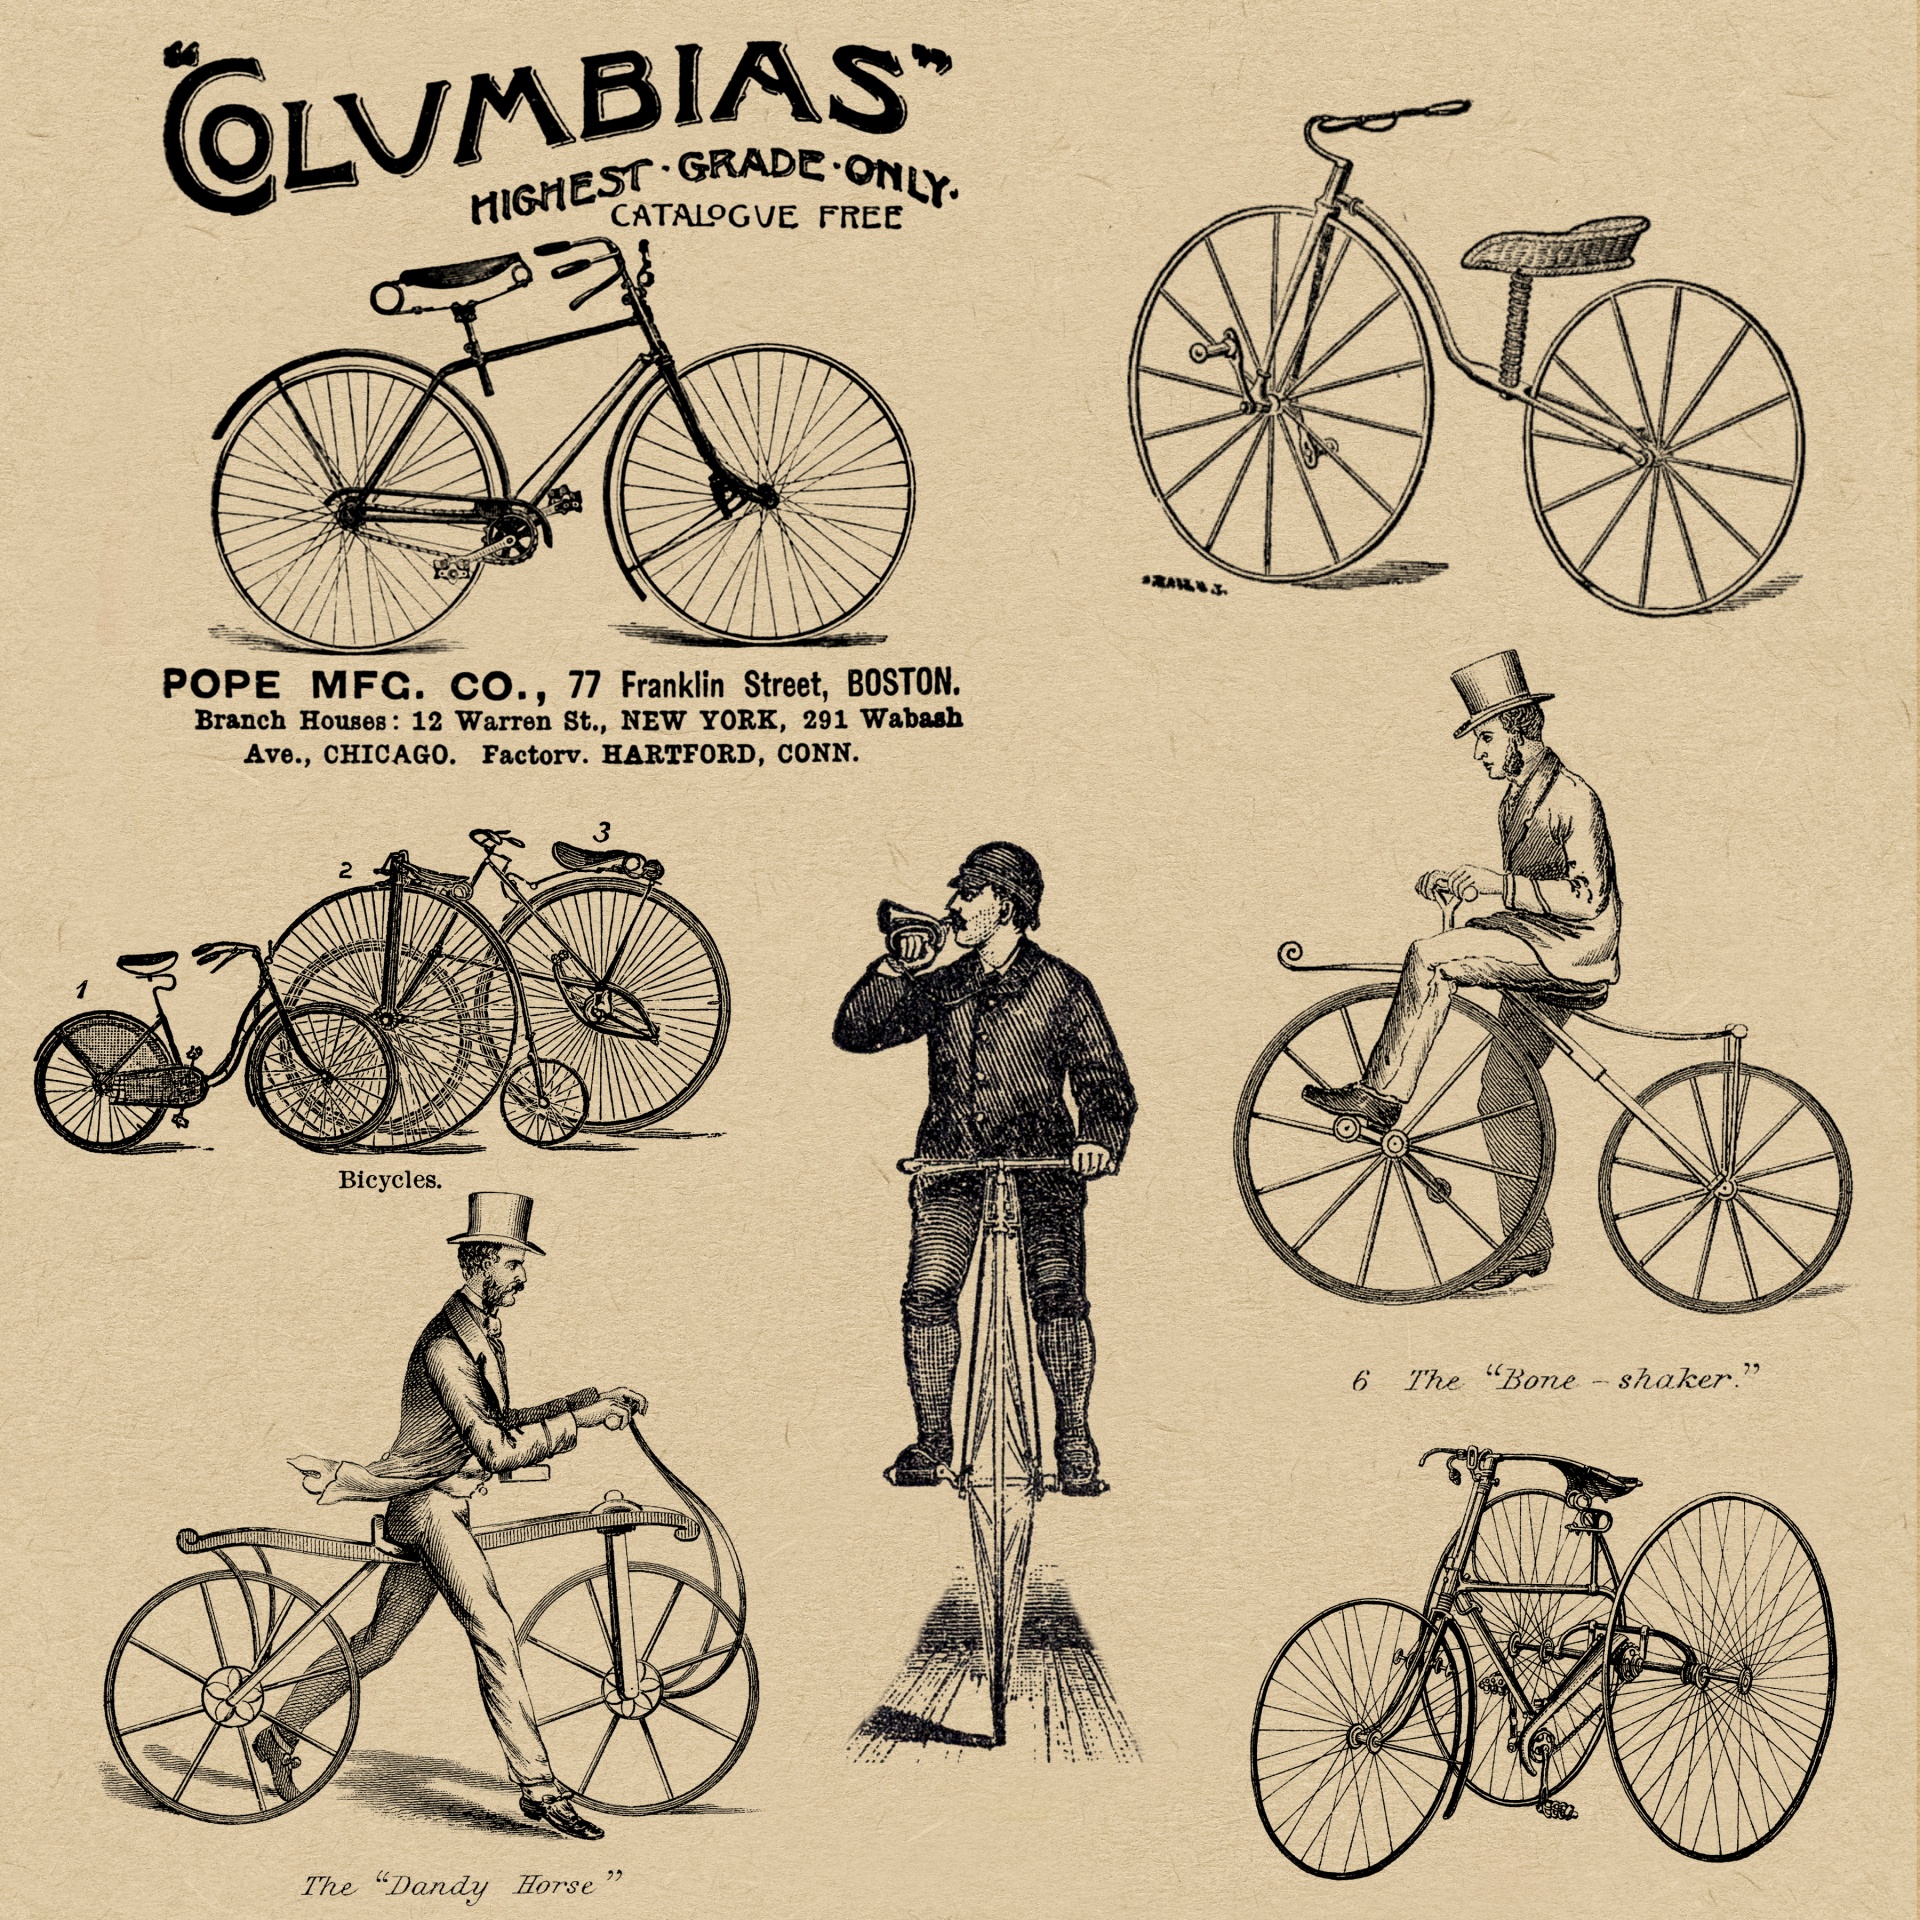 "COLUMBIAS"
HIGHEST · GRADE · ONLY.
CATALOGUE FREE
POPE MFG. CO., 77 Franklin Street, BOSTON.
Branch Houses: 12 Warren St., NEW YORK, 291 Wabash
Ave., CHICAGO. Factorv. HARTFORD, CONN.
1
2
3
Bicycles.
6 The "Bone-shaker."
The "Dandy Horse"